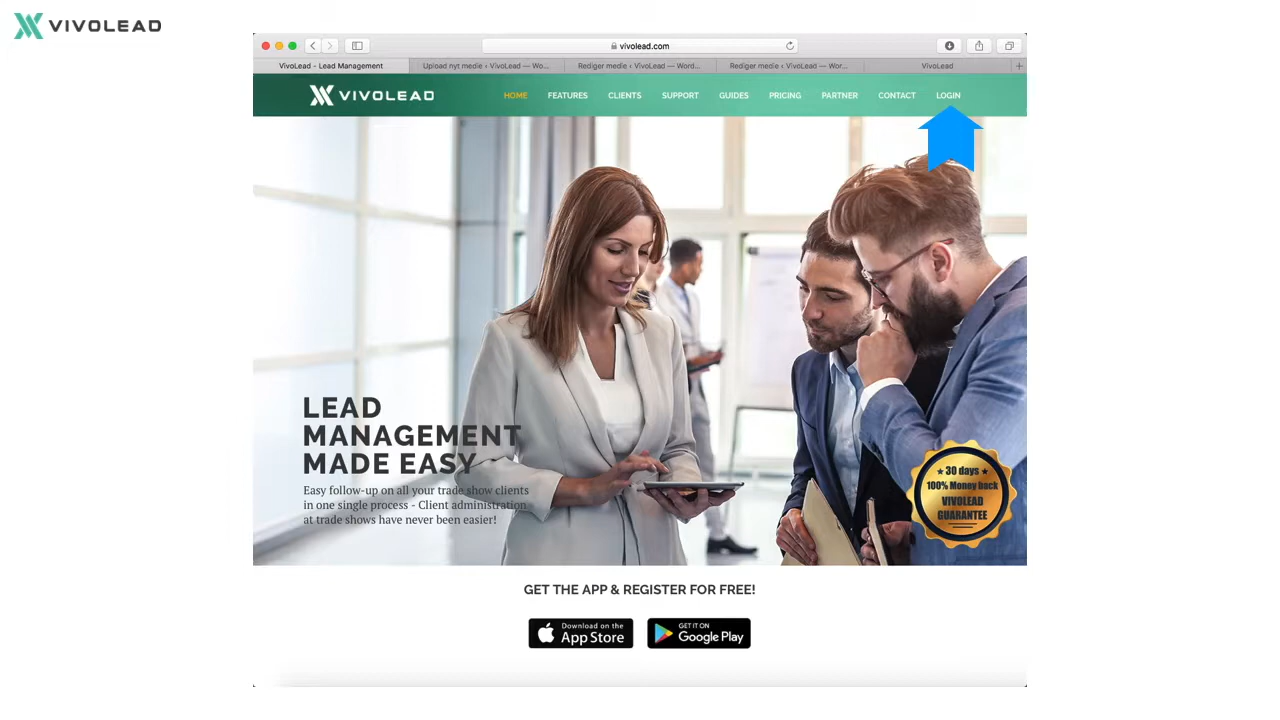 VIVOLEAD
vivolead.com
VivoLead - Lead Management
Upload nyt medie ‹ VivoLead — Wo...
Rediger medie ‹ VivoLead — Word...
Rediger medie ‹ VivoLead — Wor...
VivoLead
VIVOLEAD
HOME
FEATURES
CLIENTS
SUPPORT
GUIDES
PRICING
PARTNER
CONTACT
LOGIN
LEAD
MANAGEMENT
MADE EASY
Easy follow-up on all your trade show clients
in one single process - Client administration
at trade shows have never been easier!
30 days
100% Money back
VIVOLEAD
GUARANTEE
GET THE APP & REGISTER FOR FREE!
Download on the
App Store
GET IT ON
Google Play